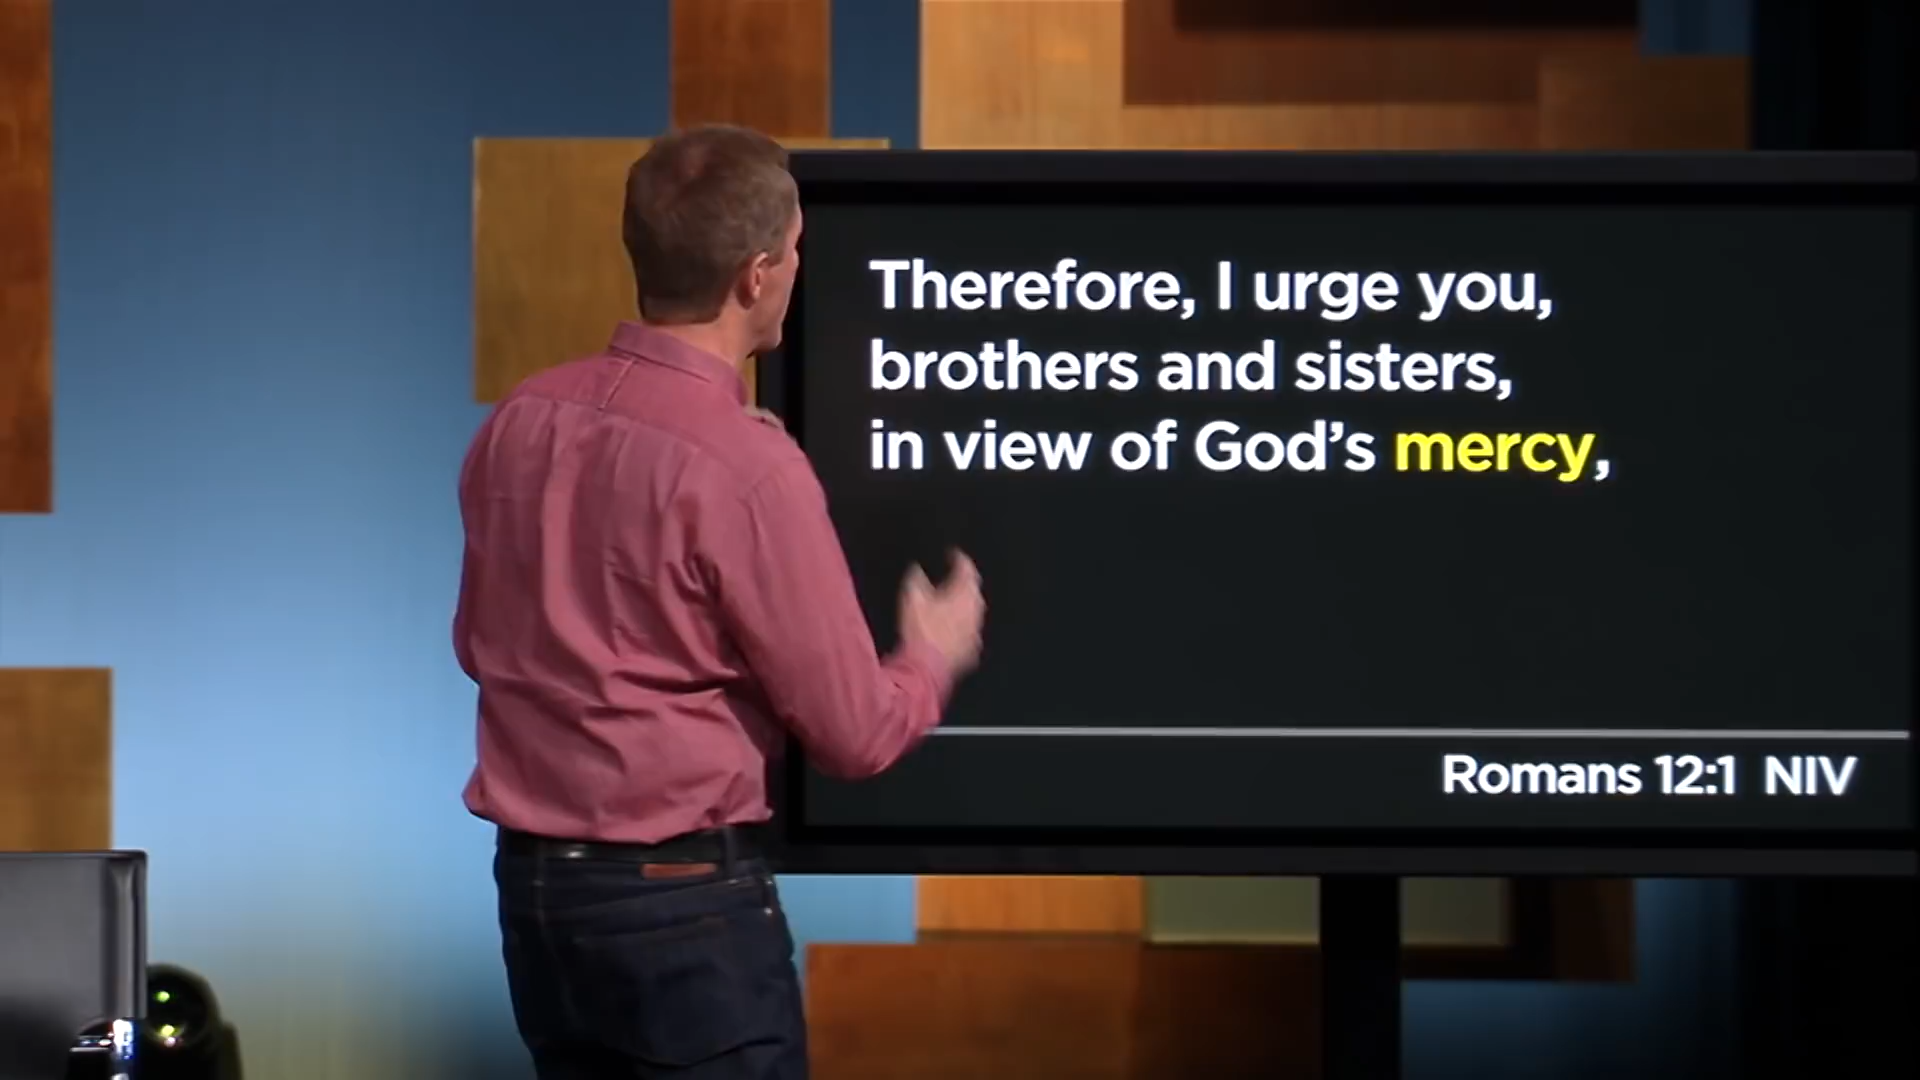 Therefore, I urge you,
brothers and sisters,
in view of God’s mercy,
Romans 12:1 NIV